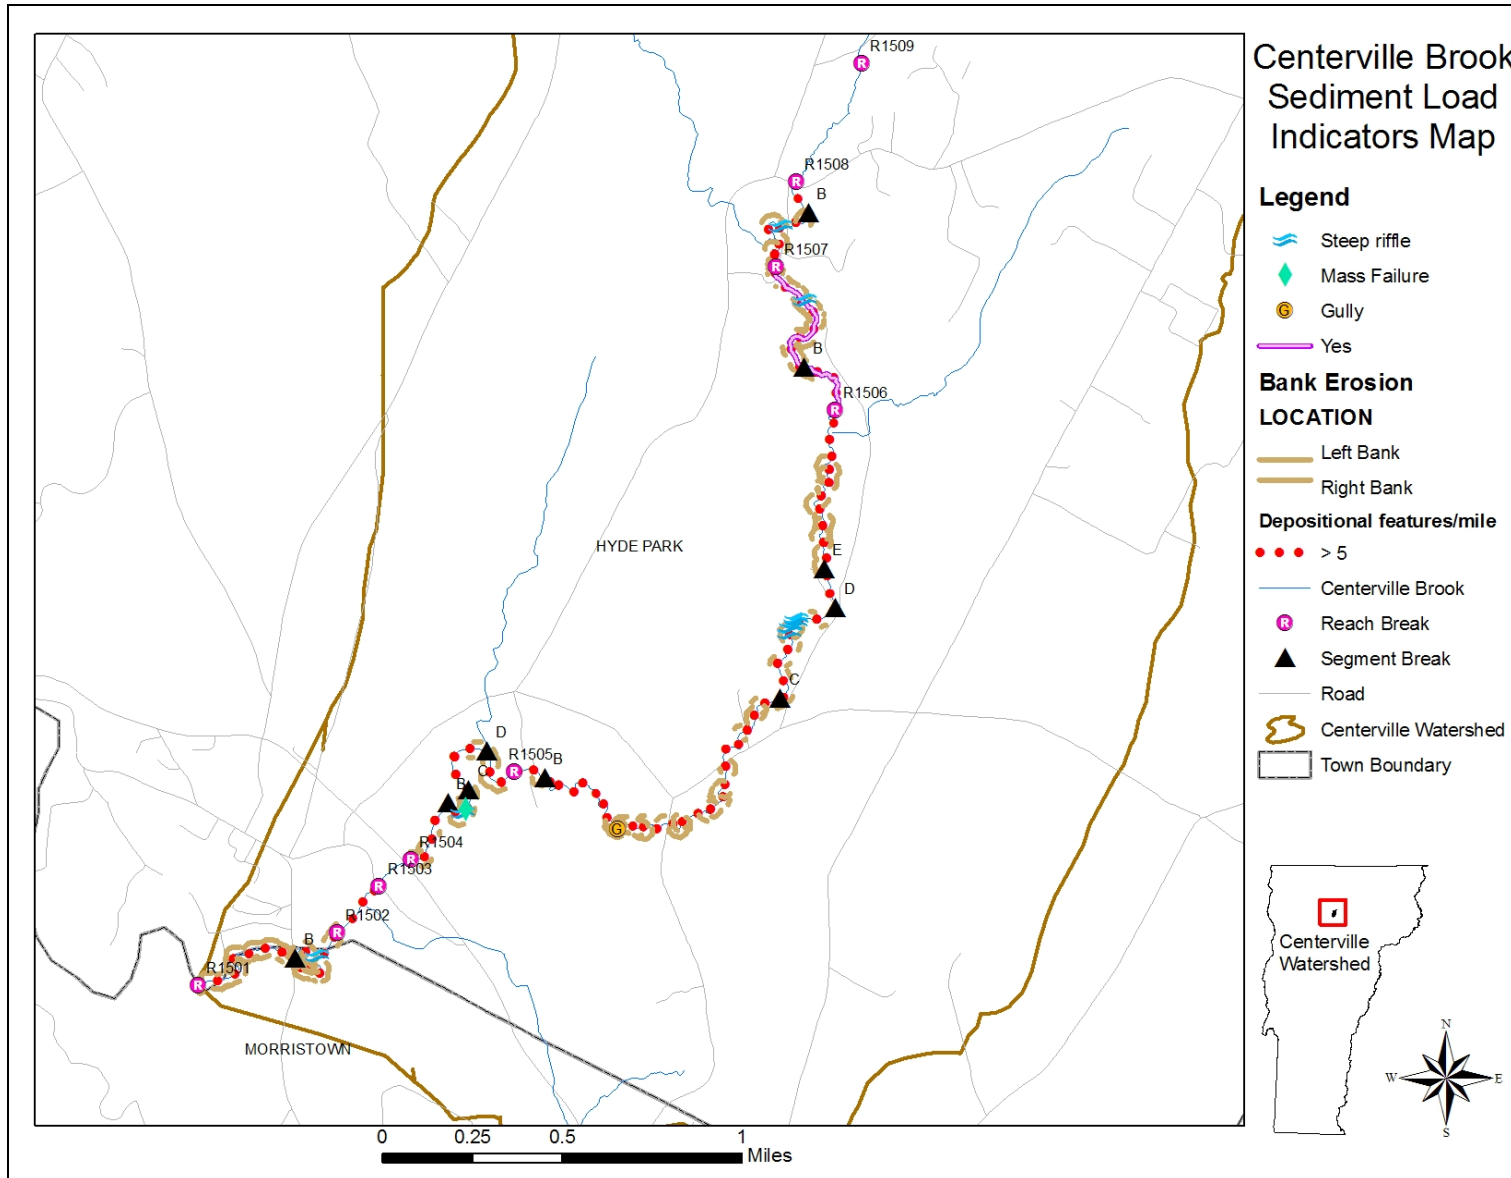 Centerville Brook
Sediment Load
Indicators Map
Legend
Steep riffle
Mass Failure
G Gully
Yes
Bank Erosion
LOCATION
Left Bank
Right Bank
Depositional features/mile
> 5
Centerville Brook
R Reach Break
Segment Break
Road
Centerville Watershed
Town Boundary
R1509
R
R1508
R
B
R1507
R
B
R1506
R
HYDE PARK
E
D
C
D
R1505
R
B
C
B
G
R1504
R
R1503
R
R1502
R
B
R1501
R
MORRISTOWN
Centerville
Watershed
N
W
E
S
0
0.25
0.5
1
Miles